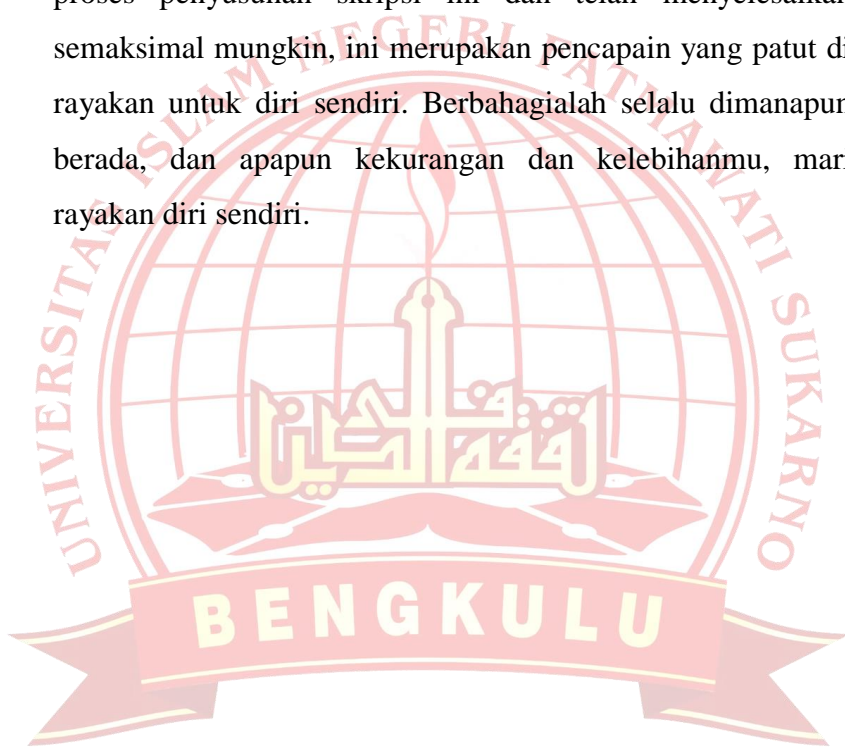 proses penyusunan skripsi ini dan telah menyelesaikan
semaksimal mungkin, ini merupakan pencapain yang patut di
rayakan untuk diri sendiri. Berbahagialah selalu dimanapun
berada, dan apapun kekurangan dan kelebihanmu, mari
rayakan diri sendiri.
UNIVERSITAS ISLAM NEGERI FATMAWATI SUKARNO
BENGKULU